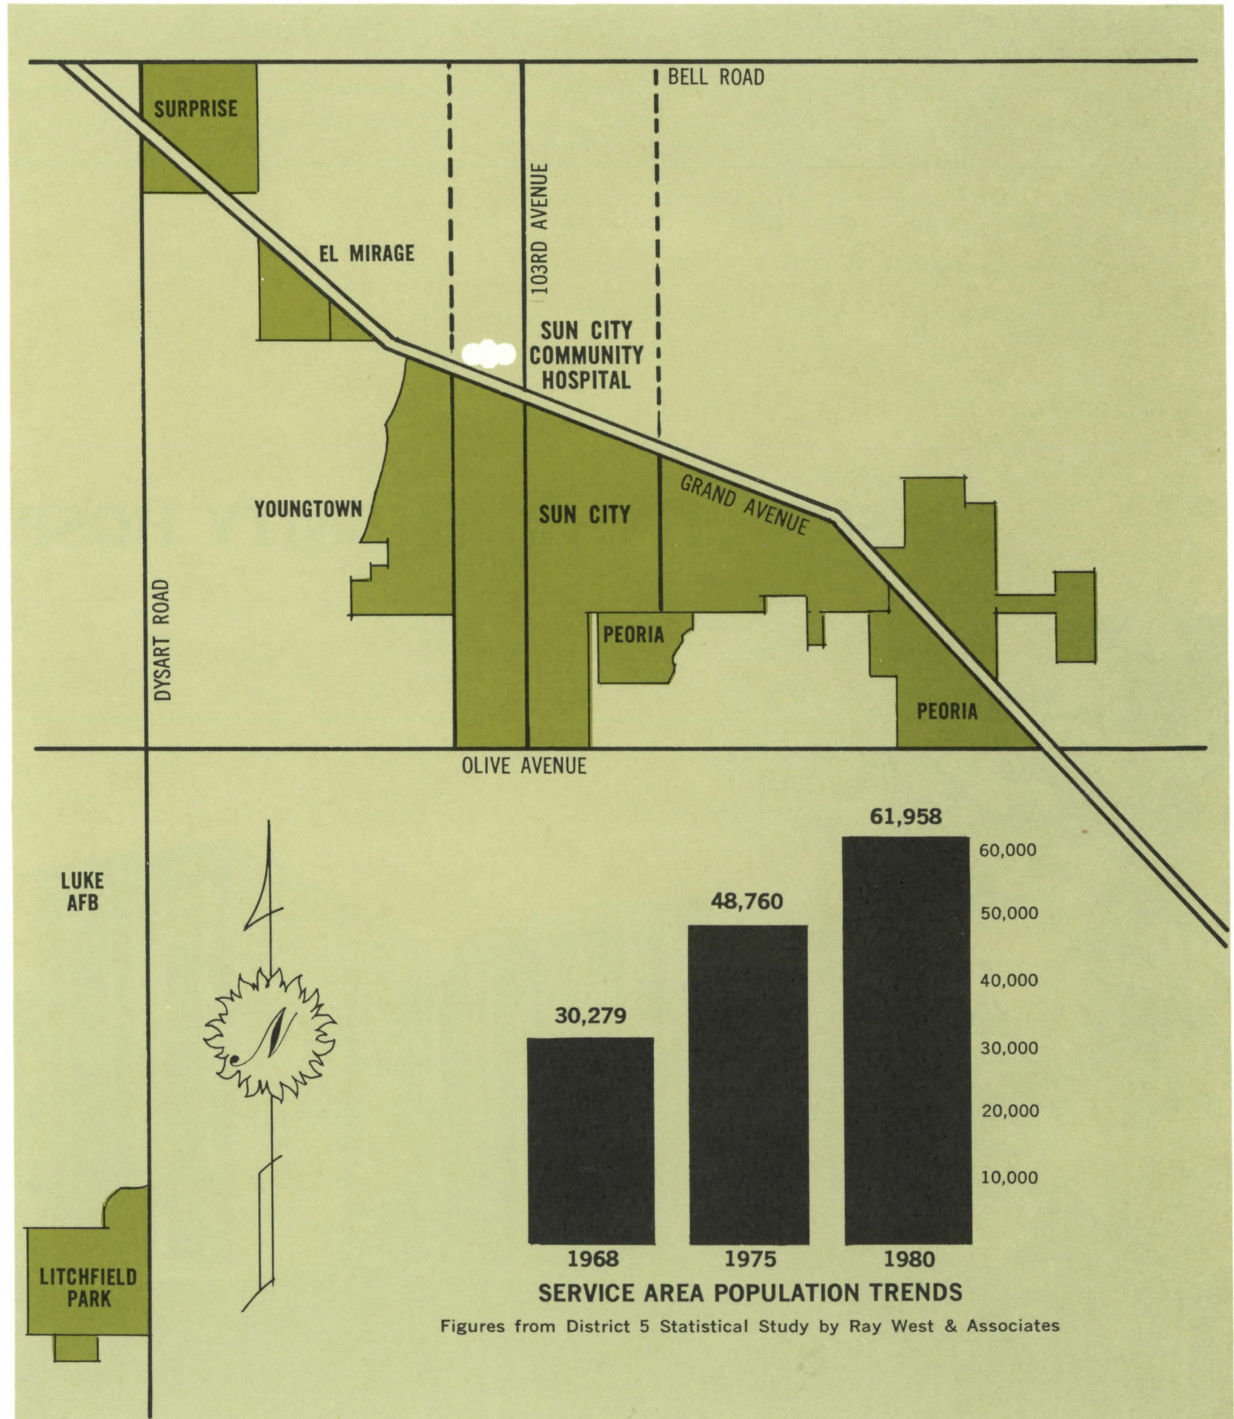 BELL ROAD
SURPRISE
103RD AVENUE
EL MIRAGE
SUN CITY
COMMUNITY
HOSPITAL
YOUNGTOWN
SUN CITY
GRAND AVENUE
DYSART ROAD
PEORIA
PEORIA
OLIVE AVENUE
LUKE
AFB
N
LITCHFIELD
PARK
61,958
48,760
30,279
60,000
50,000
40,000
30,000
20,000
10,000
1968
1975
1980
SERVICE AREA POPULATION TRENDS
Figures from District 5 Statistical Study by Ray West & Associates